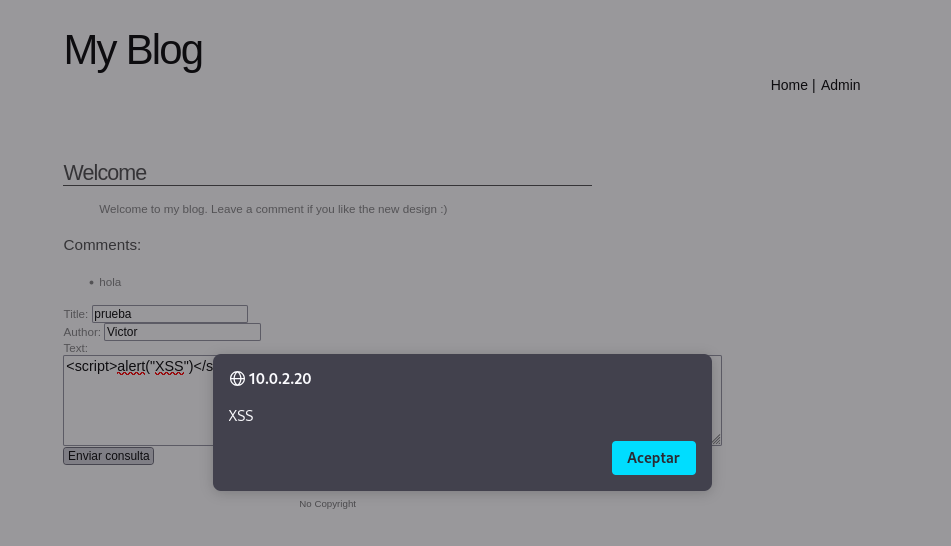 My Blog
Home | Admin
Welcome
Welcome to my blog. Leave a comment if you like the new design :)
Comments:
• hola
Title: prueba
Author: Victor
Text:
<script>alert("XSS")</s
10.0.2.20
XSS
Aceptar
Enviar consulta
No Copyright